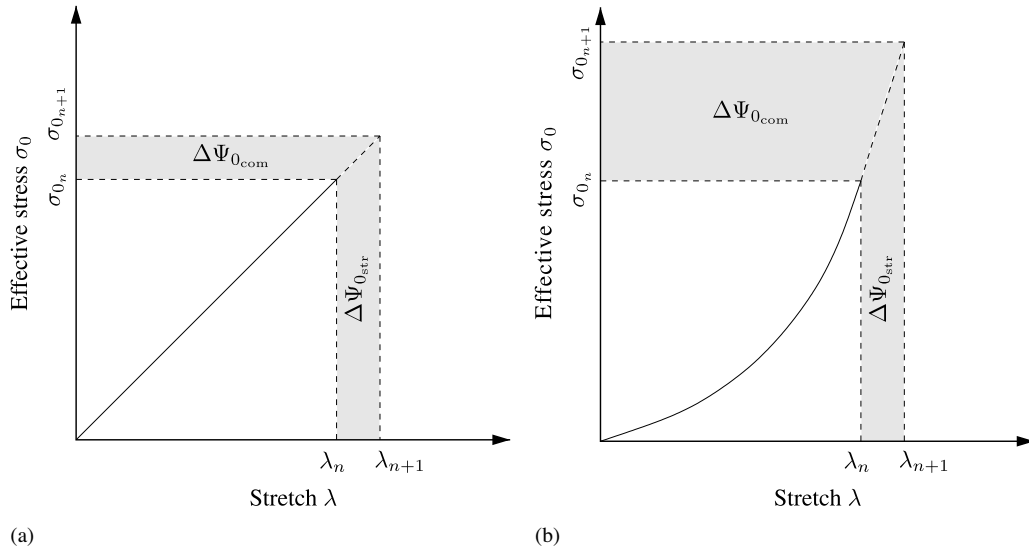 σ₀ₙ₊₁
σ₀ₙ
Effective stress σ₀
ΔΨ₀com
ΔΨ₀str
λₙ
λₙ₊₁
Stretch λ
(a)
σ₀ₙ₊₁
σ₀ₙ
Effective stress σ₀
ΔΨ₀com
ΔΨ₀str
λₙ
λₙ₊₁
Stretch λ
(b)